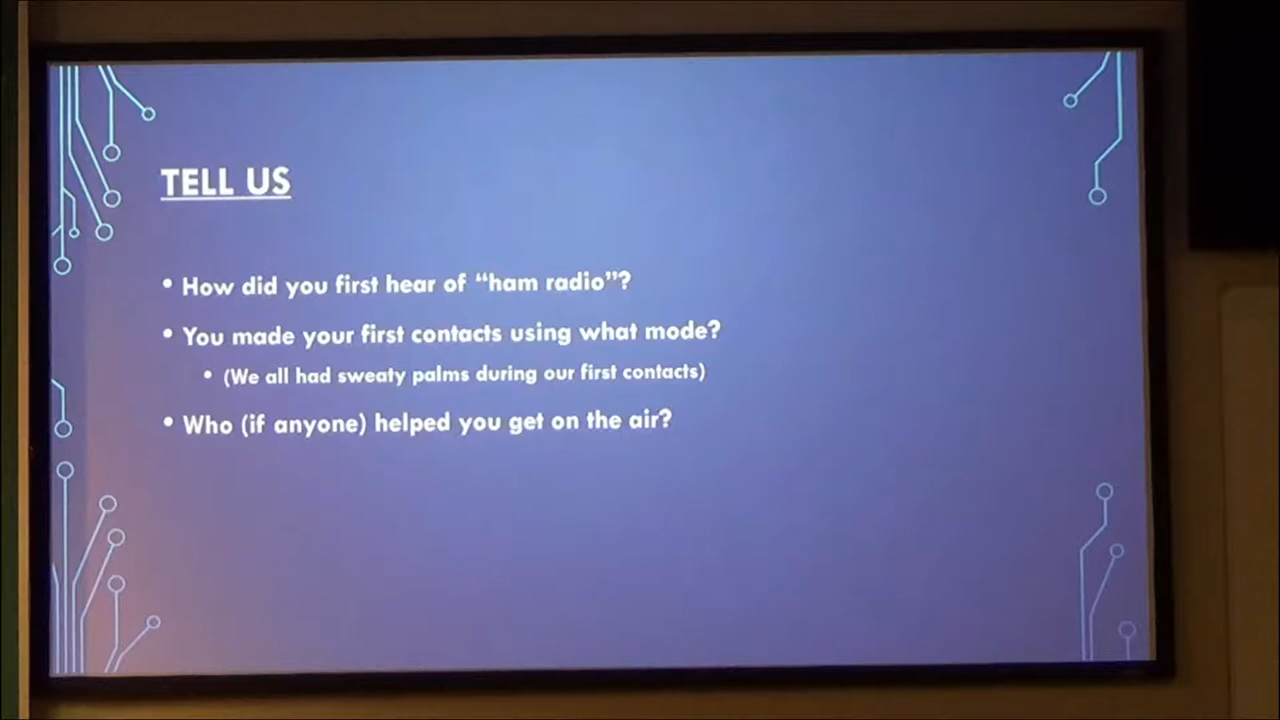 TELL US
• How did you first hear of “ham radio”?
• You made your first contacts using what mode?
• (We all had sweaty palms during our first contacts)
• Who (if anyone) helped you get on the air?